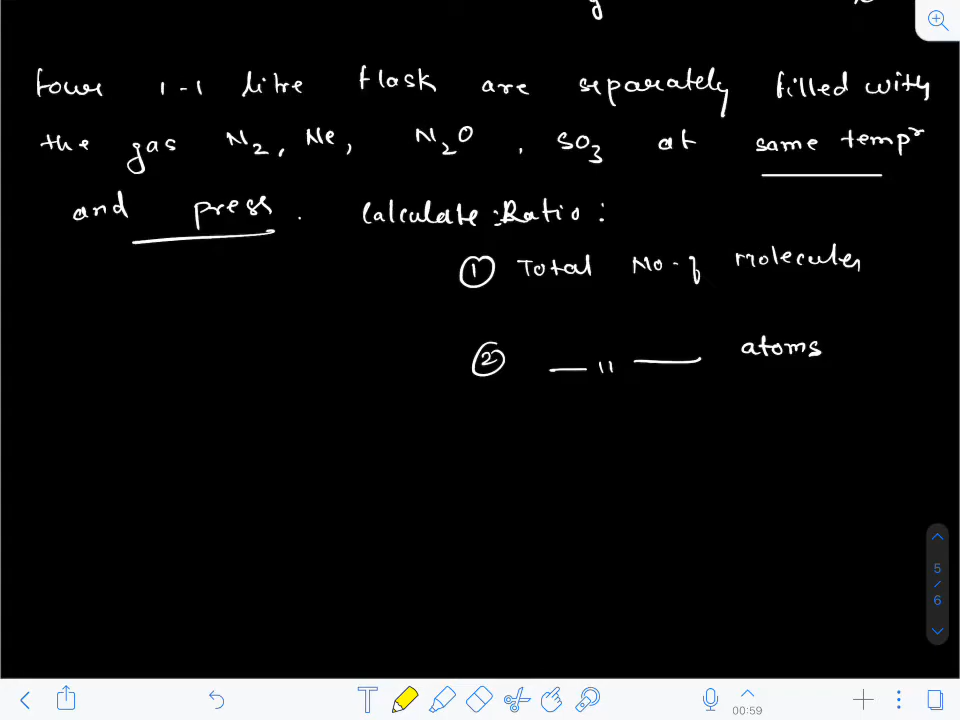 four 1-1 litre flask are separately filled with
the gas N2, Ne, N2O, SO3 at same tempr
and press. Calculate Ratio:
① Total No. of molecules
② —"— atoms
5
/
6
00:59